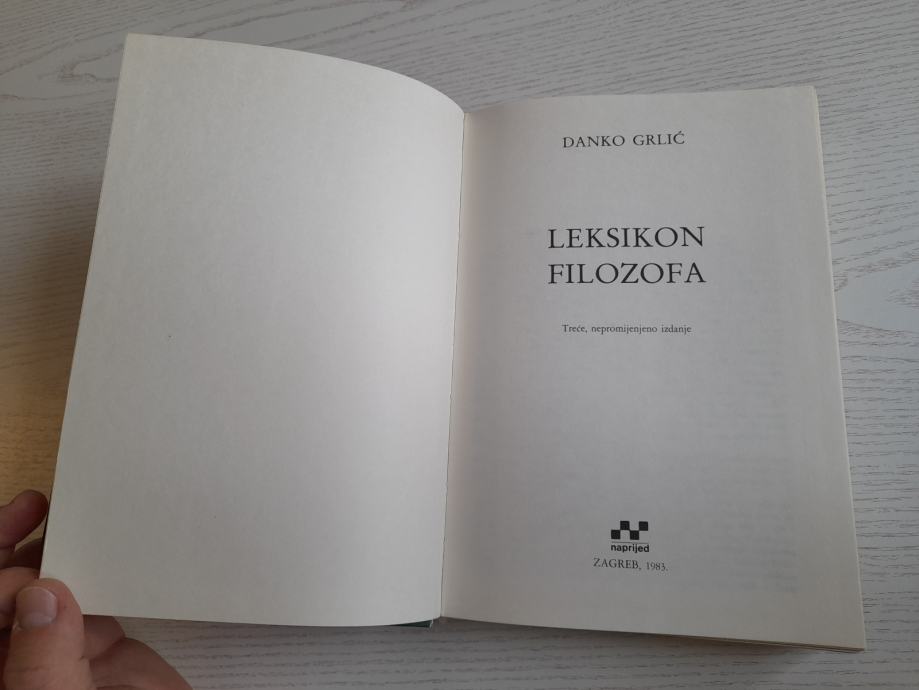 DANKO GRLIĆ
LEKSIKON
FILOZOFA
Treće, nepromijenjeno izdanje
naprijed
ZAGREB, 1983.